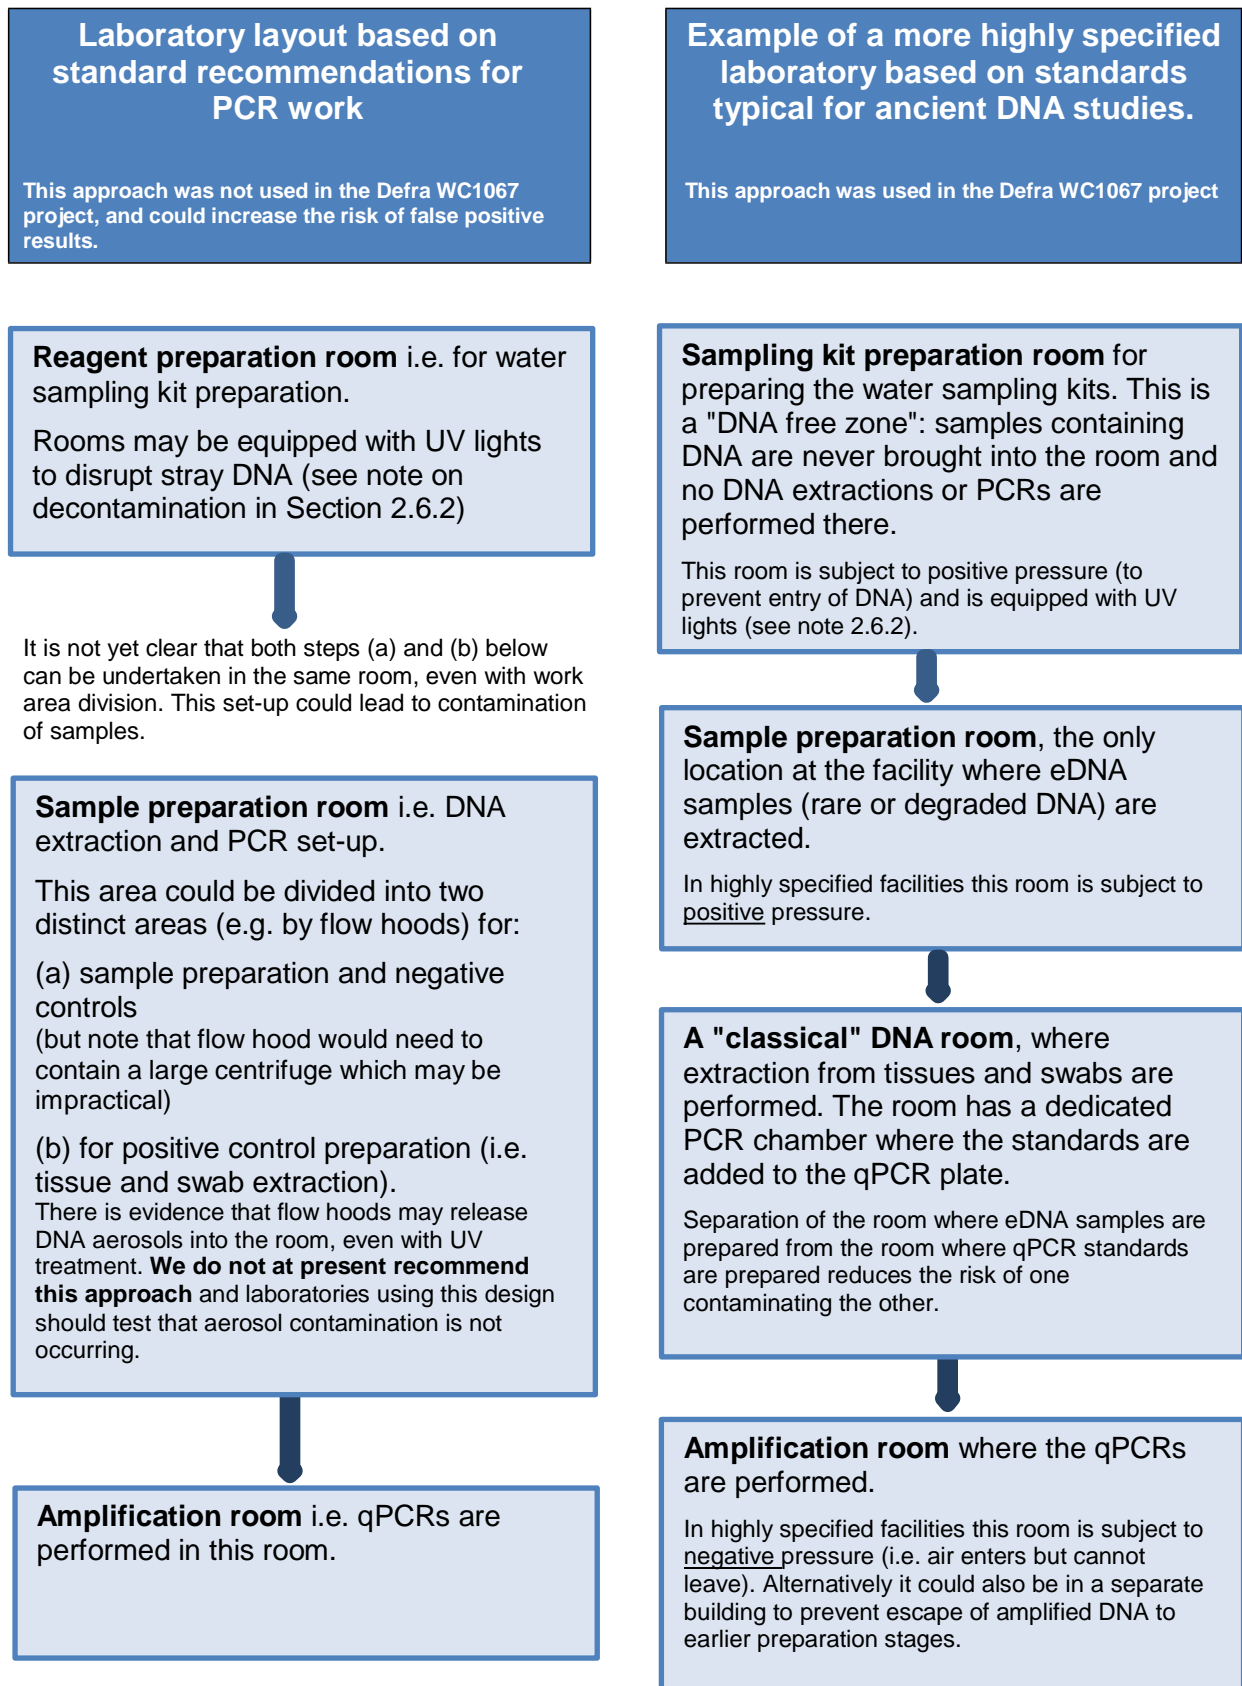 Laboratory layout based on
standard recommendations for
PCR work
This approach was not used in the Defra WC1067
project, and could increase the risk of false positive
results.
Reagent preparation room i.e. for water
sampling kit preparation.
Rooms may be equipped with UV lights
to disrupt stray DNA (see note on
decontamination in Section 2.6.2)
It is not yet clear that both steps (a) and (b) below
can be undertaken in the same room, even with work
area division. This set-up could lead to contamination
of samples.
Sample preparation room i.e. DNA
extraction and PCR set-up.
This area could be divided into two
distinct areas (e.g. by flow hoods) for:
(a) sample preparation and negative
controls
(but note that flow hood would need to
contain a large centrifuge which may be
impractical)
(b) for positive control preparation (i.e.
tissue and swab extraction).
There is evidence that flow hoods may release
DNA aerosols into the room, even with UV
treatment. We do not at present recommend
this approach and laboratories using this design
should test that aerosol contamination is not
occurring.
Amplification room i.e. qPCRs are
performed in this room.
Example of a more highly specified
laboratory based on standards
typical for ancient DNA studies.
This approach was used in the Defra WC1067 project
Sampling kit preparation room for
preparing the water sampling kits. This is
a "DNA free zone": samples containing
DNA are never brought into the room and
no DNA extractions or PCRs are
performed there.
This room is subject to positive pressure (to
prevent entry of DNA) and is equipped with UV
lights (see note 2.6.2).
Sample preparation room, the only
location at the facility where eDNA
samples (rare or degraded DNA) are
extracted.
In highly specified facilities this room is subject to
positive pressure.
A "classical" DNA room, where
extraction from tissues and swabs are
performed. The room has a dedicated
PCR chamber where the standards are
added to the qPCR plate.
Separation of the room where eDNA samples are
prepared from the room where qPCR standards
are prepared reduces the risk of one
contaminating the other.
Amplification room where the qPCRs
are performed.
In highly specified facilities this room is subject to
negative pressure (i.e. air enters but cannot
leave). Alternatively it could also be in a separate
building to prevent escape of amplified DNA to
earlier preparation stages.